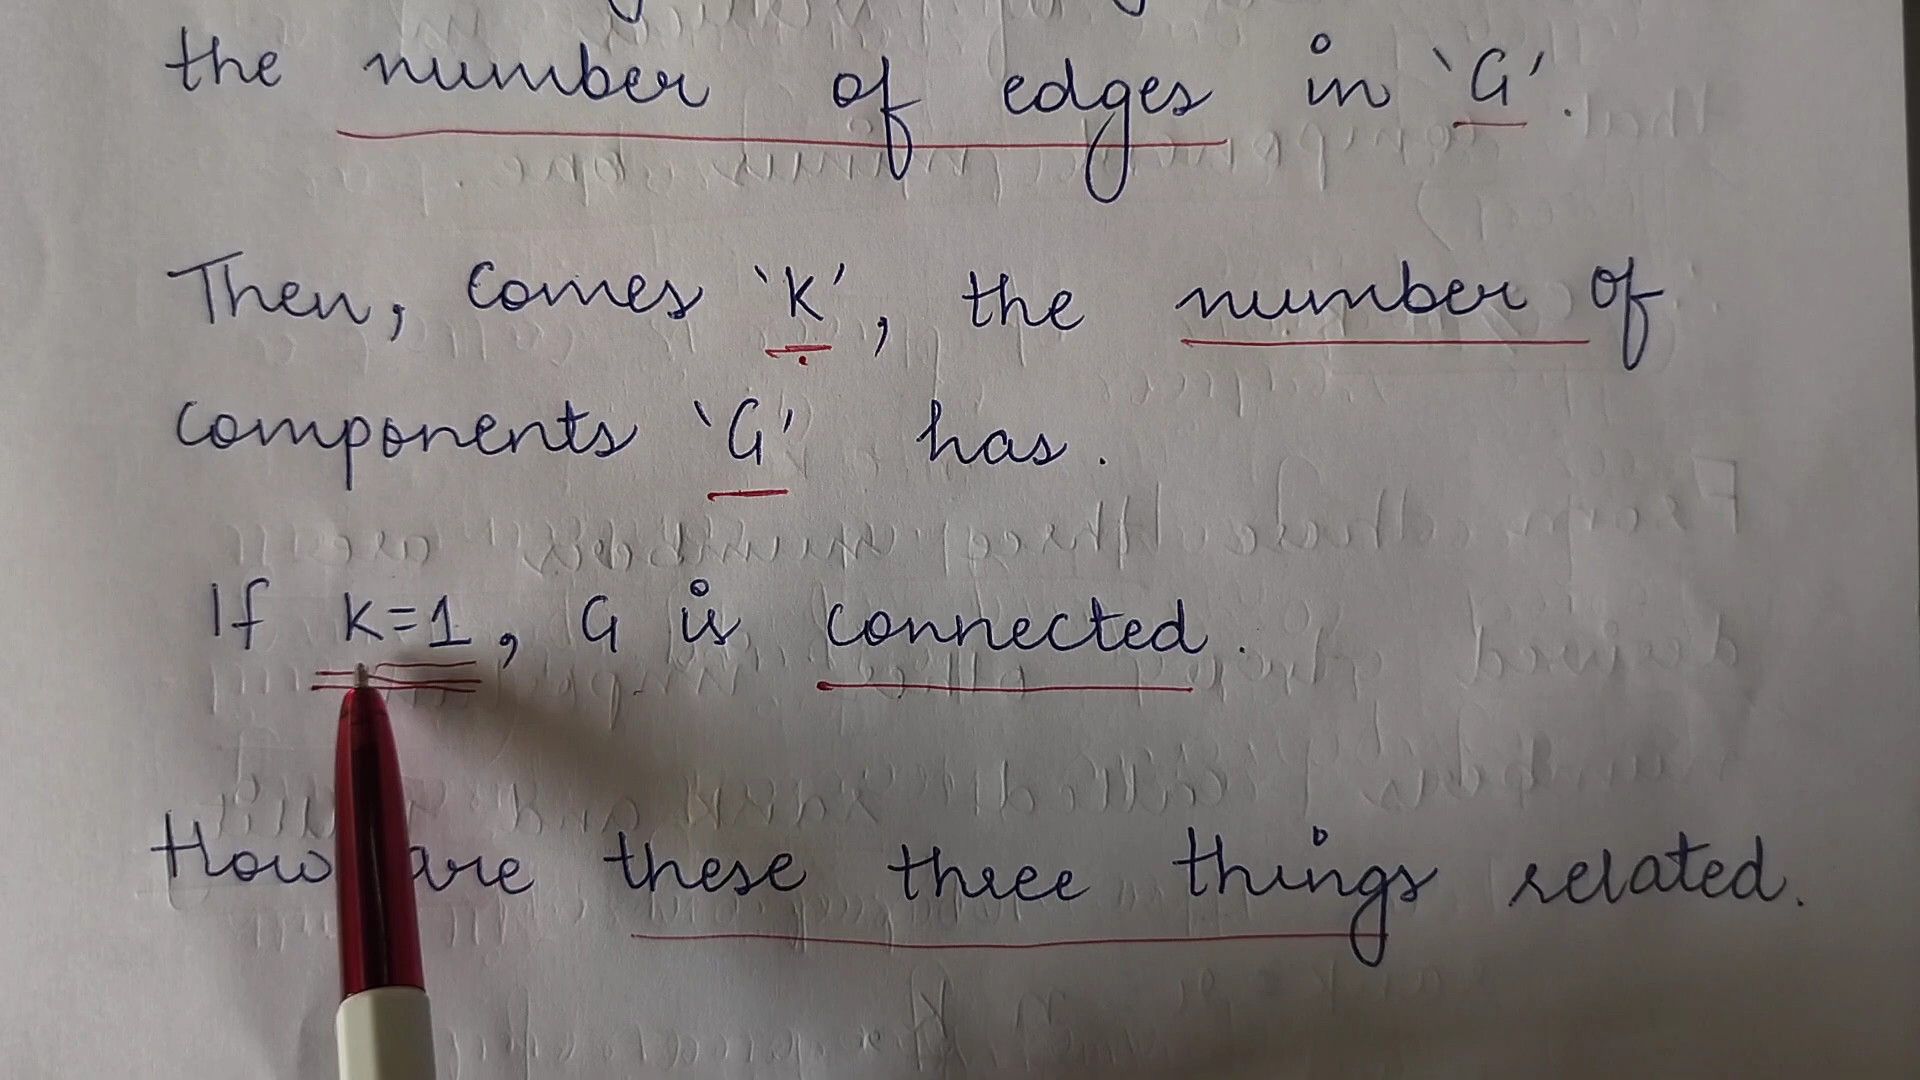 the number of edges in 'G'.
Then, comes 'K', the number of
components 'G' has.
If K=1, G is connected.
How are these three things related.